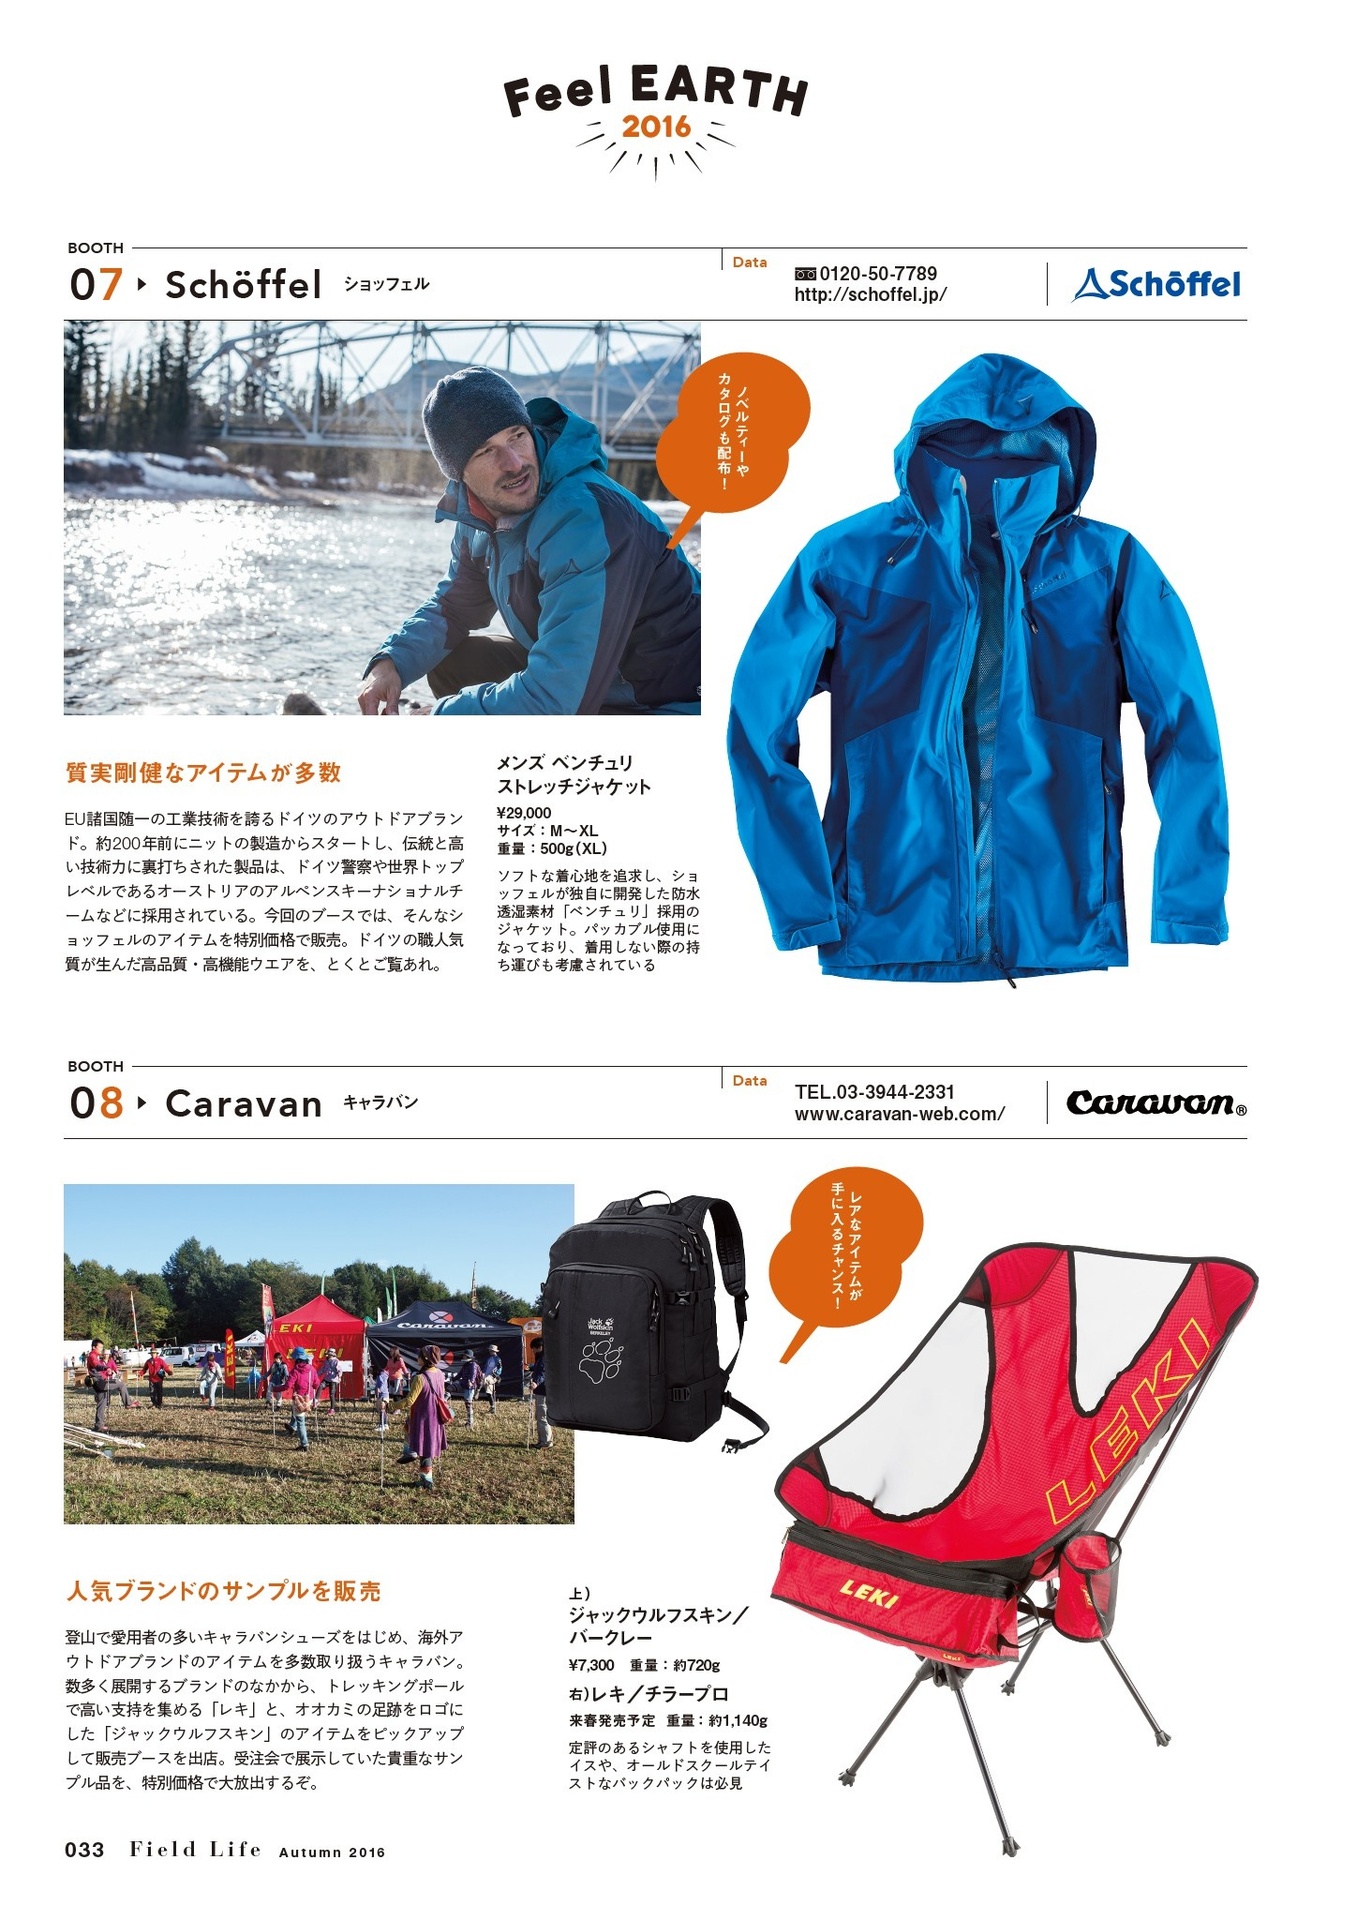 Feel EARTH
2016
BOOTH
07 Schöffel ショッフェル
Data
0120-50-7789
http://schoffel.jp/
Schöffel
ノベルティーや
カタログも配布！
質実剛健なアイテムが多数
EU諸国随一の工業技術を誇るドイツのアウトドアブラン
ド。約200年前にニットの製造からスタートし、伝統と高
い技術力に裏打ちされた製品は、ドイツ警察や世界トップ
レベルであるオーストリアのアルペンスキーナショナルチ
ームなどに採用されている。今回のブースでは、そんなシ
ョッフェルのアイテムを特別価格で販売。ドイツの職人気
質が生んだ高品質・高機能ウエアを、とくとご覧あれ。
メンズ ベンチュリ
ストレッチジャケット
¥29,000
サイズ：M〜XL
重量：500g（XL）
ソフトな着心地を追求し、ショ
ッフェルが独自に開発した防水
透湿素材「ベンチュリ」採用の
ジャケット。パッカブル使用に
なっており、着用しない際の持
ち運びも考慮されている
BOOTH
08 Caravan キャラバン
Data
TEL.03-3944-2331
www.caravan-web.com/
Caravan®
LEKI
LEKI
LEKI
Caravan
Jack
Wolfskin
BERKELEY
レアなアイテムが
手に入るチャンス！
LEKI
LEKI
LEKI
LEKI
人気ブランドのサンプルを販売
登山で愛用者の多いキャラバンシューズをはじめ、海外ア
ウトドアブランドのアイテムを多数取り扱うキャラバン。
数多く展開するブランドのなかから、トレッキングポール
で高い支持を集める「レキ」と、オオカミの足跡をロゴに
した「ジャックウルフスキン」のアイテムをピックアップ
して販売ブースを出店。受注会で展示していた貴重なサン
プル品を、特別価格で大放出するぞ。
上）
ジャックウルフスキン／
バークレー
¥7,300 重量：約720g
右）レキ／チラープロ
来春発売予定 重量：約1,140g
定評のあるシャフトを使用した
イスや、オールドスクールテイ
ストなバックパックは必見
033 Field Life Autumn 2016